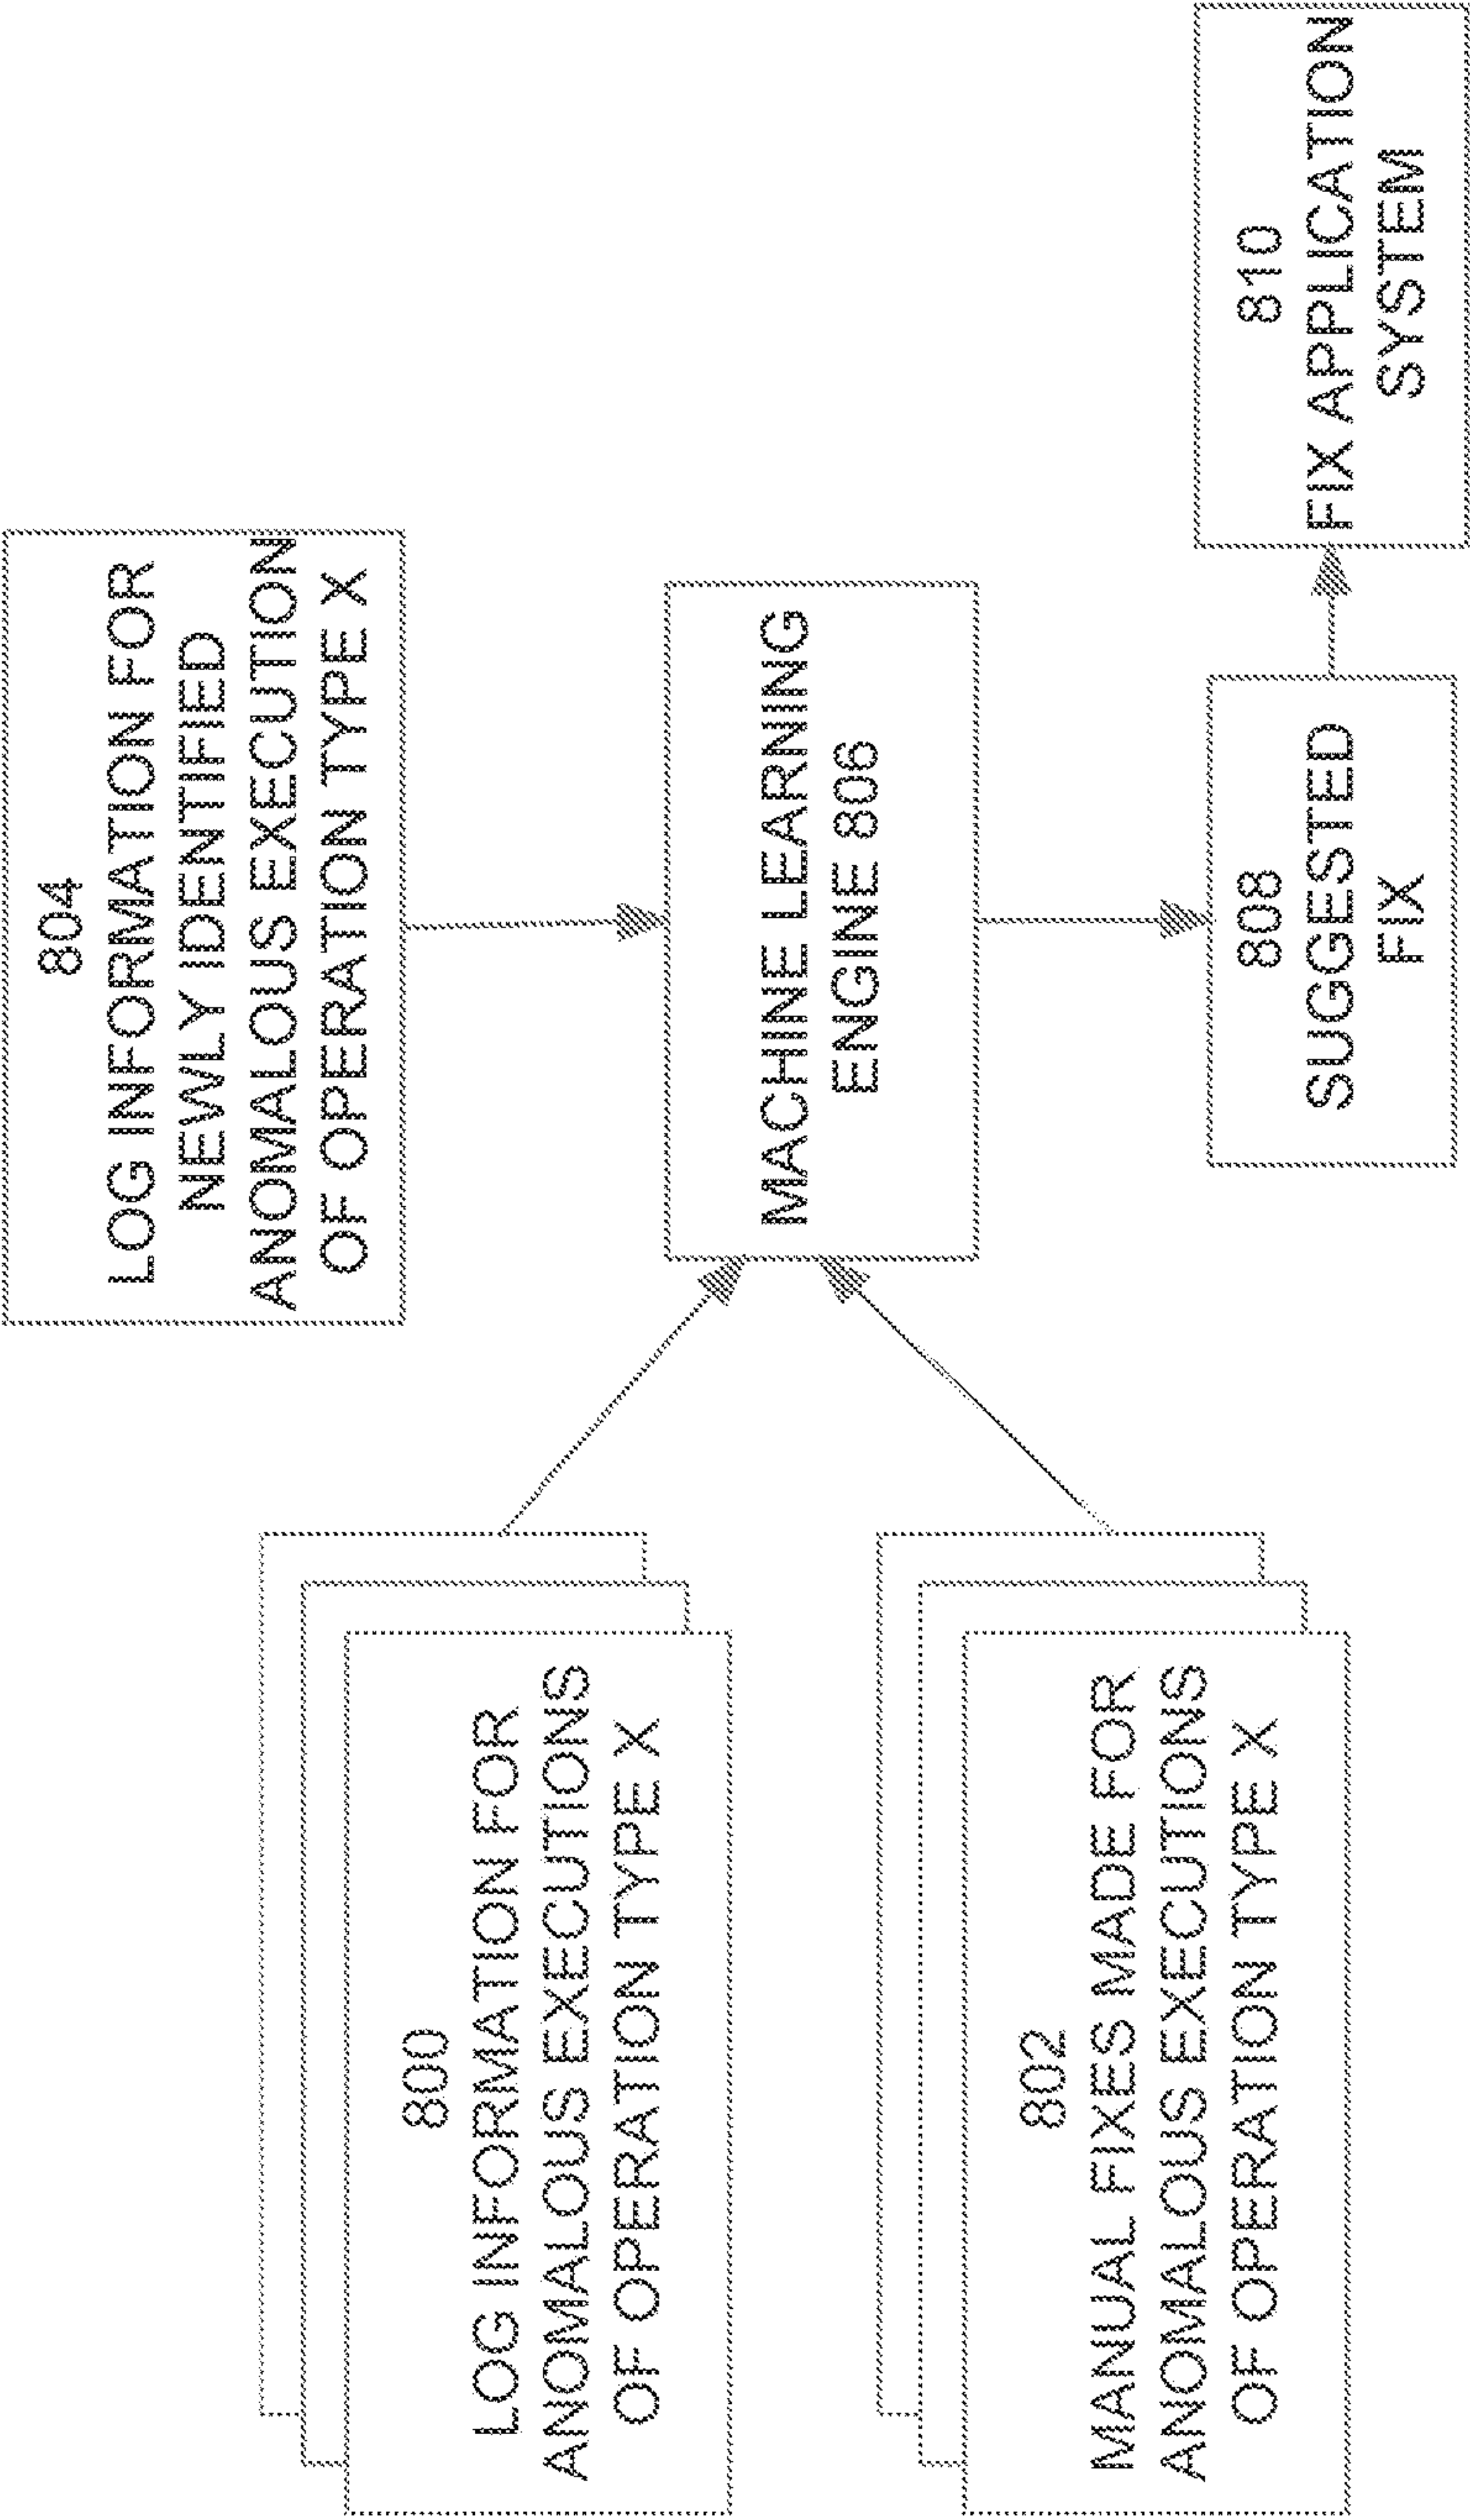 804
LOG INFORMATION FOR
NEWLY IDENTIFIED
ANOMALOUS EXECUTION
OF OPERATION TYPE X
800
LOG INFORMATION FOR
ANOMALOUS EXECUTIONS
OF OPERATION TYPE X
MACHINE LEARNING
ENGINE 806
802
MANUAL FIXES MADE FOR
ANOMALOUS EXECUTIONS
OF OPERATION TYPE X
808
SUGGESTED
FIX
810
FIX APPLICATION
SYSTEM